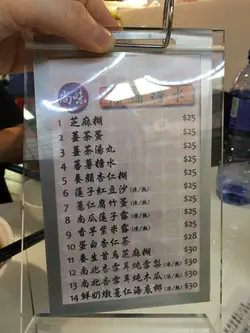 尚味
糖水
1 芝麻糊 $25
2 薑茶蛋 $25
3 薑茶湯丸 $25
4 蕃薯糖水 $25
5 養顏杏仁糊 $25
6 蓮子紅豆沙(凍/熱) $25
7 薏仁腐竹蛋(凍/熱) $25
8 南瓜蓮子露(凍/熱) $25
9 香芋紫米露(凍/熱) $25
10 蛋白杏仁茶 $28
11 養生首烏芝麻糊 $30
12 南北杏雪耳燉雪梨(凍/熱) $30
13 南北杏雪耳燉木瓜(凍/熱) $30
14 鮮奶燉薏仁海底椰(凍/熱) $30